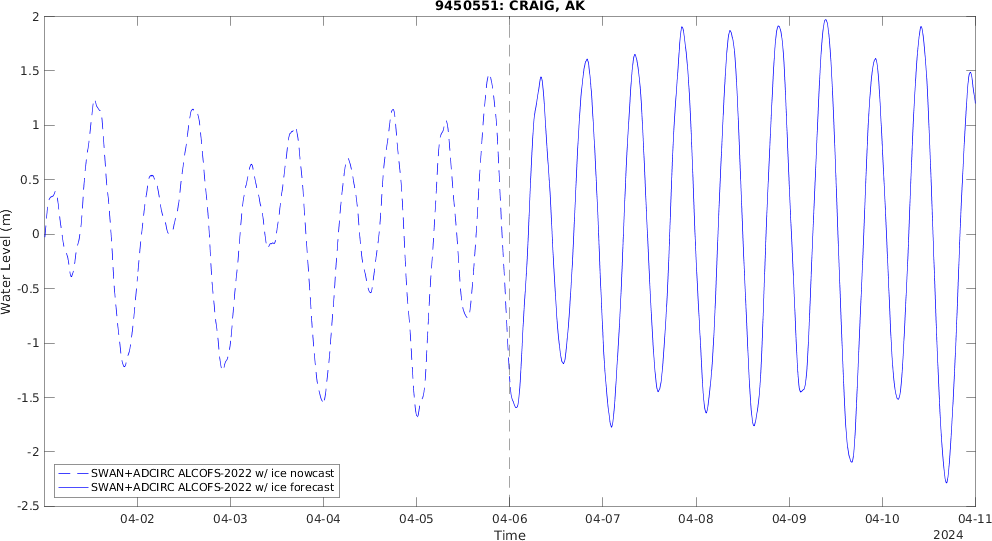 9450551: CRAIG, AK
2
1.5
1
0.5
0
-0.5
-1
-1.5
-2
-2.5
Water Level (m)
SWAN+ADCIRC ALCOFS-2022 w/ ice nowcast
SWAN+ADCIRC ALCOFS-2022 w/ ice forecast
04-02 04-03 04-04 04-05 04-06 04-07 04-08 04-09 04-10 04-11
Time
2024